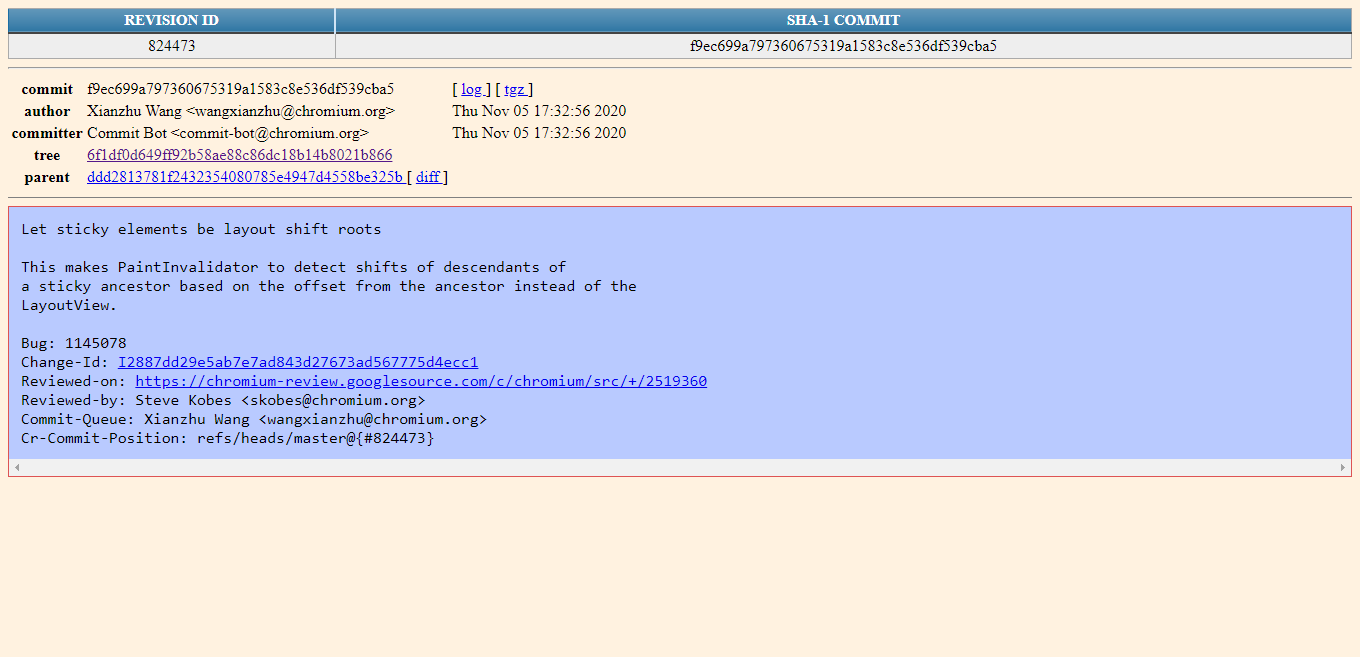 REVISION ID SHA-1 COMMIT
824473 f9ec699a797360675319a1583c8e536df539cba5
commit f9ec699a797360675319a1583c8e536df539cba5 [ log ] [ tgz ]
author Xianzhu Wang <wangxianzhu@chromium.org> Thu Nov 05 17:32:56 2020
committer Commit Bot <commit-bot@chromium.org> Thu Nov 05 17:32:56 2020
tree 6f1df0d649ff92b58ae88c86dc18b14b8021b866
parent ddd2813781f2432354080785e4947d4558be325b [ diff ]
Let sticky elements be layout shift roots
This makes PaintInvalidator to detect shifts of descendants of
a sticky ancestor based on the offset from the ancestor instead of the
LayoutView.
Bug: 1145078
Change-Id: I2887dd29e5ab7e7ad843d27673ad567775d4ecc1
Reviewed-on: https://chromium-review.googlesource.com/c/chromium/src/+/2519360
Reviewed-by: Steve Kobes <skobes@chromium.org>
Commit-Queue: Xianzhu Wang <wangxianzhu@chromium.org>
Cr-Commit-Position: refs/heads/master@{#824473}